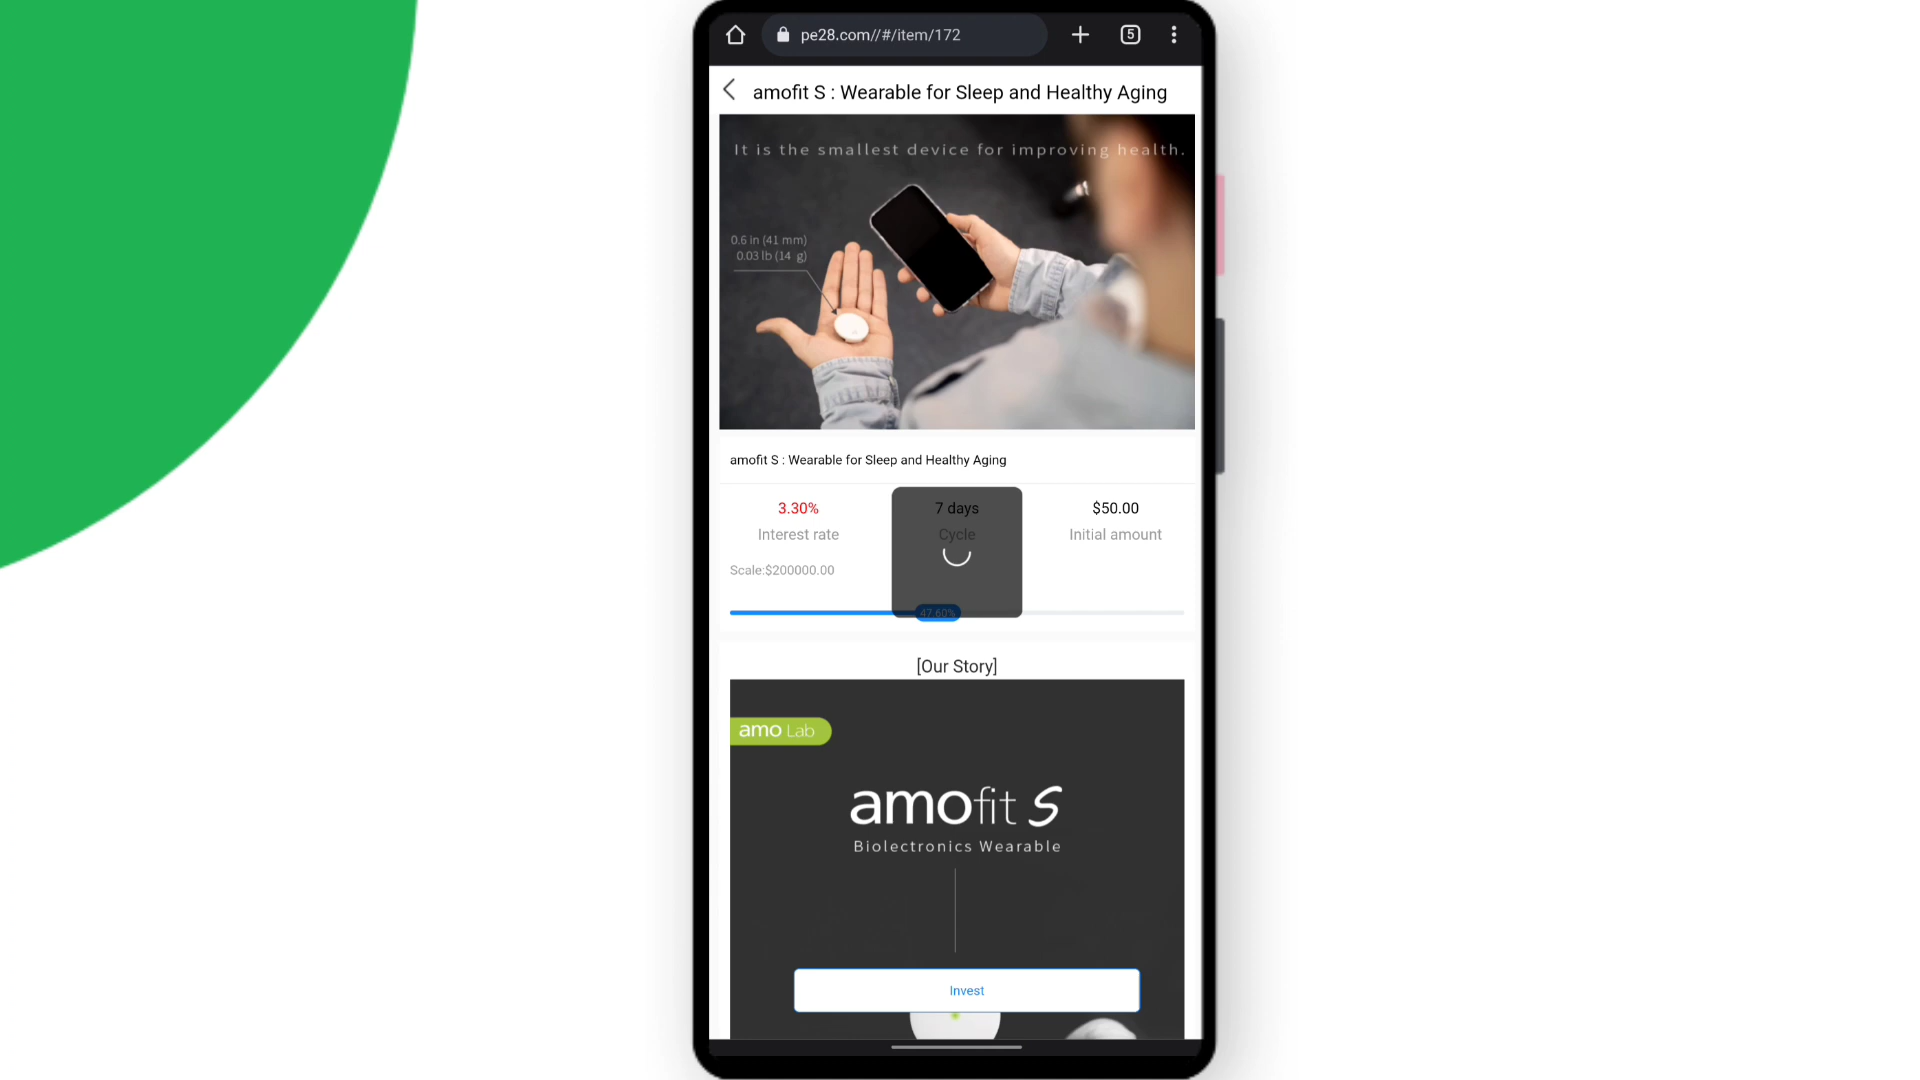 pe28.com//#/item/172
5
amofit S : Wearable for Sleep and Healthy Aging
It is the smallest device for improving health.
0.6 in (41 mm)
0.03 lb (14 g)
amofit S : Wearable for Sleep and Healthy Aging
3.30%
7 days
$50.00
Interest rate
Cycle
Initial amount
Scale:$200000.00
47.60%
[Our Story]
amo Lab
amofit S
Biolectronics Wearable
Invest